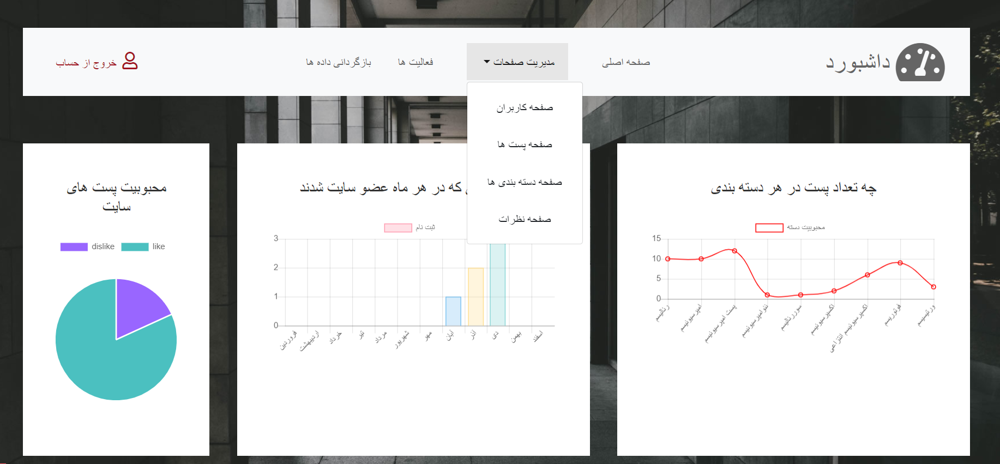 داشبورد
صفحه اصلی
مدیریت صفحات
فعالیت ها
بازگردانی داده ها
خروج از حساب
صفحه کاربران
صفحه پست ها
صفحه دسته بندی ها
صفحه نظرات
چه تعداد پست در هر دسته بندی
محبوبیت دسته
15
10
5
0
رئالیسم
امپرسیونیسم
پست امپرسیونیسم
نئوامپرسیونیسم
سوررئالیسم
اکسپرسیونیسم
اکسپرسیونیسم انتزاعی
فوتوریسم
ورتیسیسم
که در هر ماه عضو سایت شدند
ثبت نام
3
2
1
0
فروردین
اردیبهشت
خرداد
تیر
مرداد
شهریور
مهر
آبان
آذر
دی
بهمن
اسفند
محبوبیت پست های
سایت
dislike
like